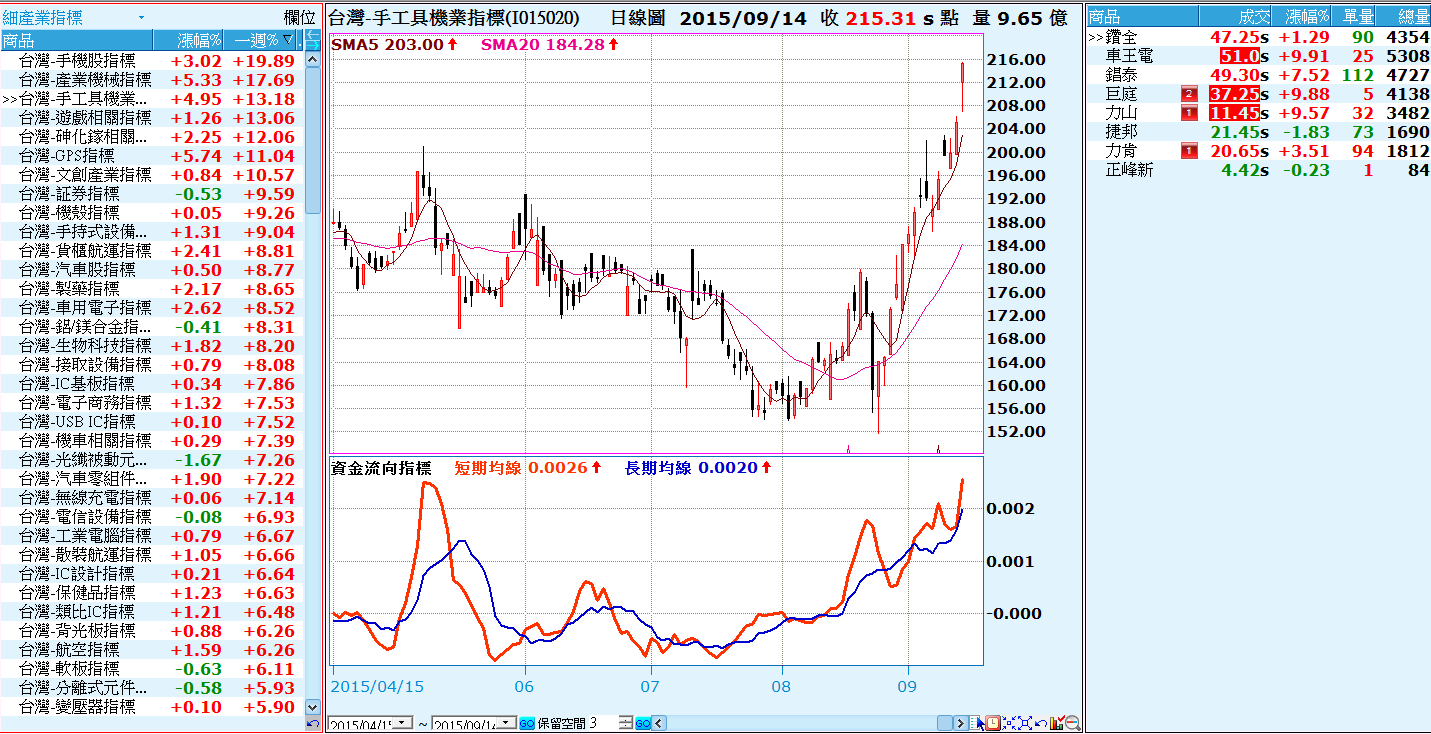 細產業指標 欄位
商品 漲幅% 一週% ▽
台灣-手機股指標 +3.02 +19.89
台灣-產業機械指標 +5.33 +17.69
>>台灣-手工具機業... +4.95 +13.18
台灣-遊戲相關指標 +1.26 +13.06
台灣-砷化鎵相關... +2.25 +12.06
台灣-GPS指標 +5.74 +11.04
台灣-文創產業指標 +0.84 +10.57
台灣-証券指標 -0.53 +9.59
台灣-機殼指標 +0.05 +9.26
台灣-手持式設備... +1.31 +9.04
台灣-貨櫃航運指標 +2.41 +8.81
台灣-汽車股指標 +0.50 +8.77
台灣-製藥指標 +2.17 +8.65
台灣-車用電子指標 +2.62 +8.52
台灣-鋁/鎂合金指... -0.41 +8.31
台灣-生物科技指標 +1.82 +8.20
台灣-接取設備指標 +0.79 +8.08
台灣-IC基板指標 +0.34 +7.86
台灣-電子商務指標 +1.32 +7.53
台灣-USB IC指標 +0.10 +7.52
台灣-機車相關指標 +0.29 +7.39
台灣-光纖被動元... -1.67 +7.26
台灣-汽車零組件... +1.90 +7.22
台灣-無線充電指標 +0.06 +7.14
台灣-電信設備指標 -0.08 +6.93
台灣-工業電腦指標 +0.79 +6.67
台灣-散裝航運指標 +1.05 +6.66
台灣-IC設計指標 +0.21 +6.64
台灣-保健品指標 +1.23 +6.63
台灣-類比IC指標 +1.21 +6.48
台灣-背光板指標 +0.88 +6.26
台灣-航空指標 +1.59 +6.26
台灣-軟板指標 -0.63 +6.11
台灣-分離式元件... -0.58 +5.93
台灣-變壓器指標 +0.10 +5.90
台灣-手工具機業指標(I015020) 日線圖 2015/09/14 收 215.31 s 點 量 9.65 億
SMA5 203.00↑ SMA20 184.28↑
216.00
212.00
208.00
204.00
200.00
196.00
192.00
188.00
184.00
180.00
176.00
172.00
168.00
164.00
160.00
156.00
152.00
資金流向指標 短期均線 0.0026↑ 長期均線 0.0020↑
0.002
0.001
-0.000
2015/04/15 06 07 08 09
2015/04/15 ~ 2015/09/14 GO 保留空間 3 GO
商品 成交 漲幅% 單量 總量
>>鑽全 47.25s +1.29 90 4354
車王電 51.0s +9.91 25 5308
錩泰 49.30s +7.52 112 4727
巨庭 2 37.25s +9.88 5 4138
力山 1 11.45s +9.57 32 3482
捷邦 21.45s -1.83 73 1690
力肯 1 20.65s +3.51 94 1812
正峰新 4.42s -0.23 1 84